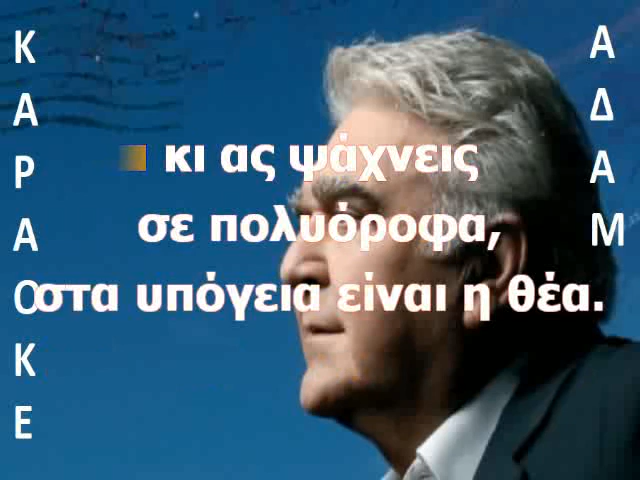 ΚΑΡΑΟΚΕ
κι ας ψάχνεις
σε πολυόροφα,
στα υπόγεια είναι η θέα.
ΑΔΑΜ